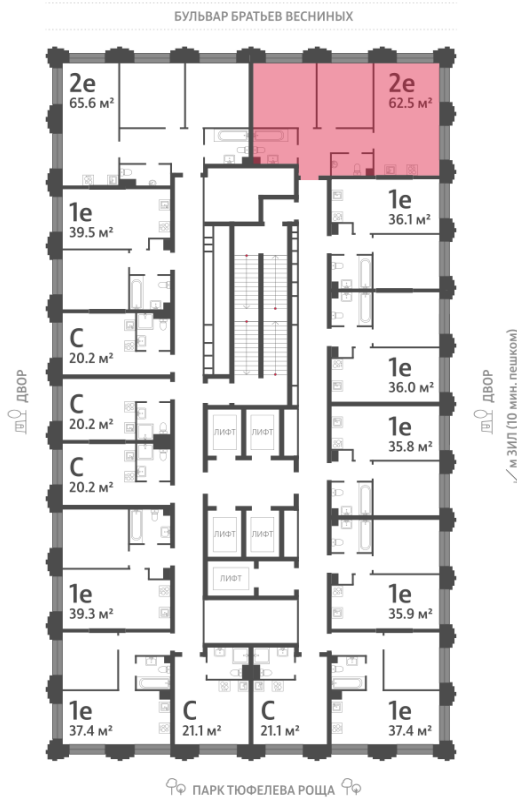 БУЛЬВАР БРАТЬЕВ ВЕСНИНЫХ
2е
65.6 м²
2е
62.5 м²
1е
39.5 м²
1е
36.1 м²
С
20.2 м²
1е
36.0 м²
С
20.2 м²
1е
35.8 м²
С
20.2 м²
ЛИФТ
ЛИФТ
ЛИФТ
ЛИФТ
ЛИФТ
1е
39.3 м²
1е
35.9 м²
1е
37.4 м²
С
21.1 м²
С
21.1 м²
1е
37.4 м²
ДВОР
ДВОР
м ЗИЛ (10 мин. пешком)
ПАРК ТЮФЕЛЕВА РОЩА